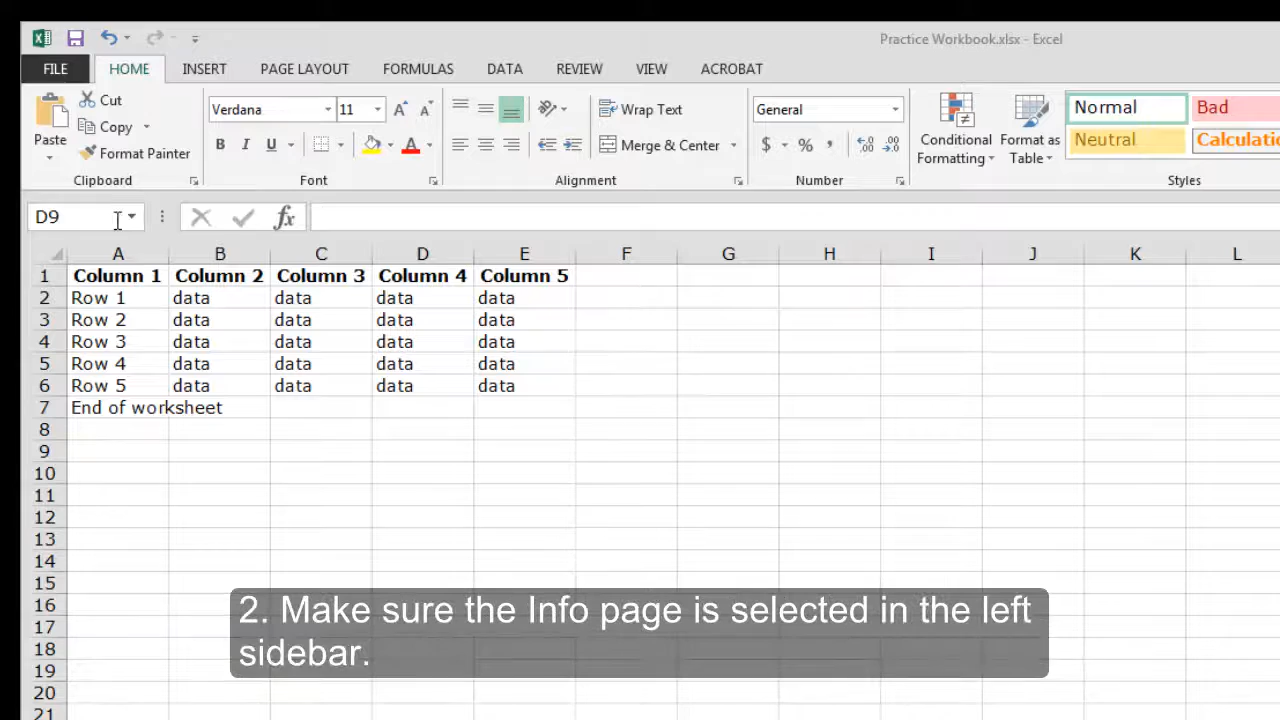 Practice Workbook.xlsx - Excel
FILE HOME INSERT PAGE LAYOUT FORMULAS DATA REVIEW VIEW ACROBAT
Paste
Cut
Copy
Format Painter
Clipboard
Verdana 11
B I U A
Font
Wrap Text
Merge & Center
Alignment
General
$ % ,
Number
Conditional Formatting
Format as Table
Normal Bad
Neutral Calculatio
Styles
D9 fx
A B C D E F G H I J K L
1 Column 1 Column 2 Column 3 Column 4 Column 5
2 Row 1 data data data data
3 Row 2 data data data data
4 Row 3 data data data data
5 Row 4 data data data data
6 Row 5 data data data data
7 End of worksheet
8
9
10
11
12
13
14
15
16
17
18
19
20
21
2. Make sure the Info page is selected in the left
sidebar.